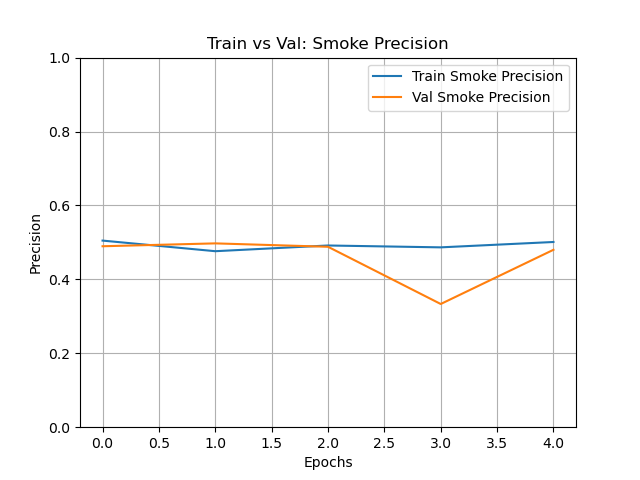 Train vs Val: Smoke Precision
Train Smoke Precision
Val Smoke Precision
Precision
1.0
0.8
0.6
0.4
0.2
0.0
0.0 0.5 1.0 1.5 2.0 2.5 3.0 3.5 4.0
Epochs